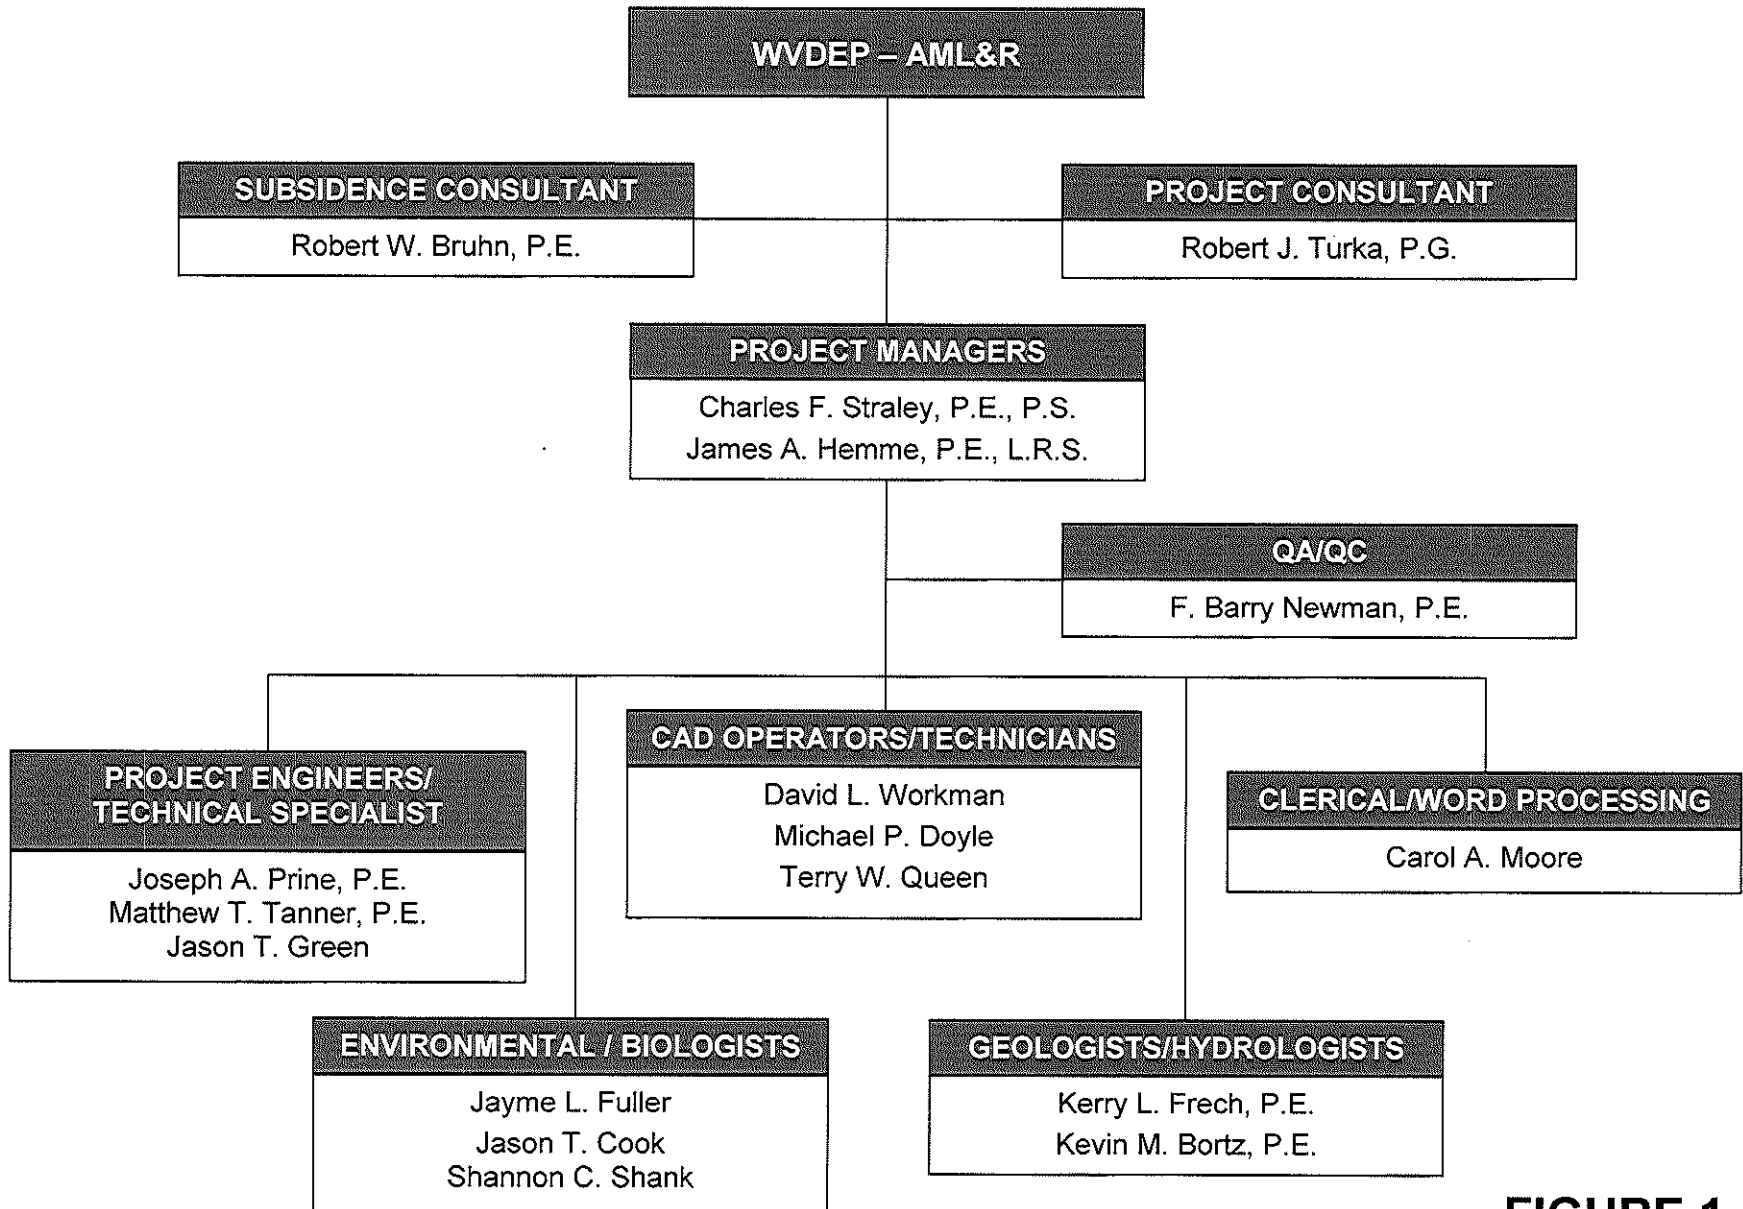 WVDEP – AML&R
SUBSIDENCE CONSULTANT
Robert W. Bruhn, P.E.
PROJECT CONSULTANT
Robert J. Turka, P.G.
PROJECT MANAGERS
Charles F. Straley, P.E., P.S.
James A. Hemme, P.E., L.R.S.
QA/QC
F. Barry Newman, P.E.
PROJECT ENGINEERS/
TECHNICAL SPECIALIST
Joseph A. Prine, P.E.
Matthew T. Tanner, P.E.
Jason T. Green
CAD OPERATORS/TECHNICIANS
David L. Workman
Michael P. Doyle
Terry W. Queen
CLERICAL/WORD PROCESSING
Carol A. Moore
ENVIRONMENTAL / BIOLOGISTS
Jayme L. Fuller
Jason T. Cook
Shannon C. Shank
GEOLOGISTS/HYDROLOGISTS
Kerry L. Frech, P.E.
Kevin M. Bortz, P.E.
FIGURE 1